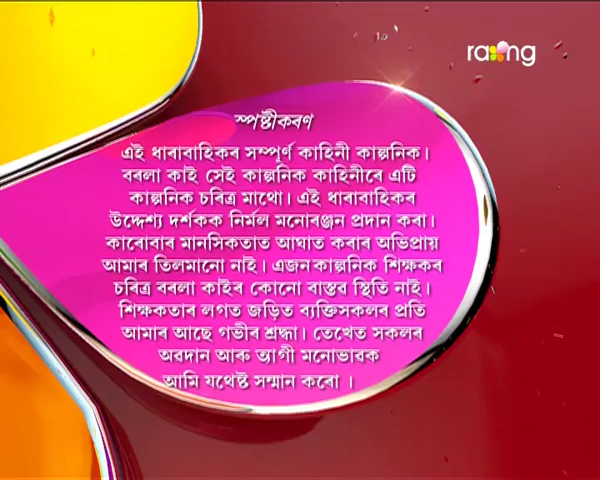 rang
স্পষ্টীকৰণ
এই ধাৰাবাহিকৰ সম্পূৰ্ণ কাহিনী কাল্পনিক।
বৰলা কাই সেই কাল্পনিক কাহিনীৰে এটি
কাল্পনিক চৰিত্ৰ মাথো। এই ধাৰাবাহিকৰ
উদ্দেশ্য দৰ্শকক নিৰ্মল মনোৰঞ্জন প্ৰদান কৰা।
কাৰোবাৰ মানসিকতাত আঘাত কৰাৰ অভিপ্ৰায়
আমাৰ তিলমানো নাই। এজন কাল্পনিক শিক্ষকৰ
চৰিত্ৰ বৰলা কাইৰ কোনো বাস্তৱ স্থিতি নাই।
শিক্ষকতাৰ লগত জড়িত ব্যক্তিসকলৰ প্ৰতি
আমাৰ আছে গভীৰ শ্ৰদ্ধা। তেখেত সকলৰ
অৱদান আৰু ত্যাগী মনোভাৱক
আমি যথেষ্ট সন্মান কৰো ।